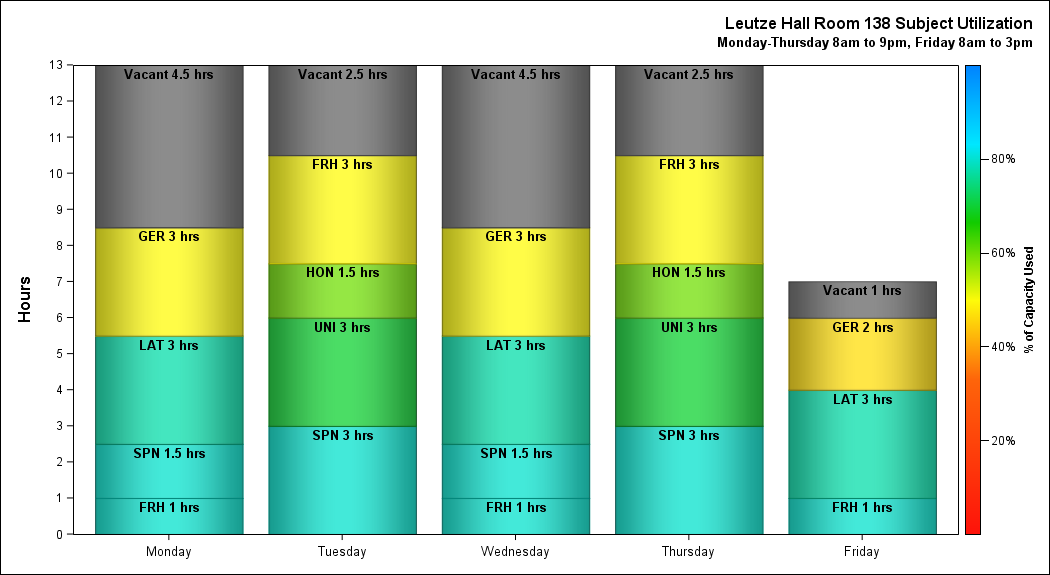 Leutze Hall Room 138 Subject Utilization
Monday-Thursday 8am to 9pm, Friday 8am to 3pm
Hours
13
12
11
10
9
8
7
6
5
4
3
2
1
0
Vacant 4.5 hrs
GER 3 hrs
LAT 3 hrs
SPN 1.5 hrs
FRH 1 hrs
Monday
Vacant 2.5 hrs
FRH 3 hrs
HON 1.5 hrs
UNI 3 hrs
SPN 3 hrs
Tuesday
Vacant 4.5 hrs
GER 3 hrs
LAT 3 hrs
SPN 1.5 hrs
FRH 1 hrs
Wednesday
Vacant 2.5 hrs
FRH 3 hrs
HON 1.5 hrs
UNI 3 hrs
SPN 3 hrs
Thursday
Vacant 1 hrs
GER 2 hrs
LAT 3 hrs
FRH 1 hrs
Friday
80%
60%
40%
20%
% of Capacity Used